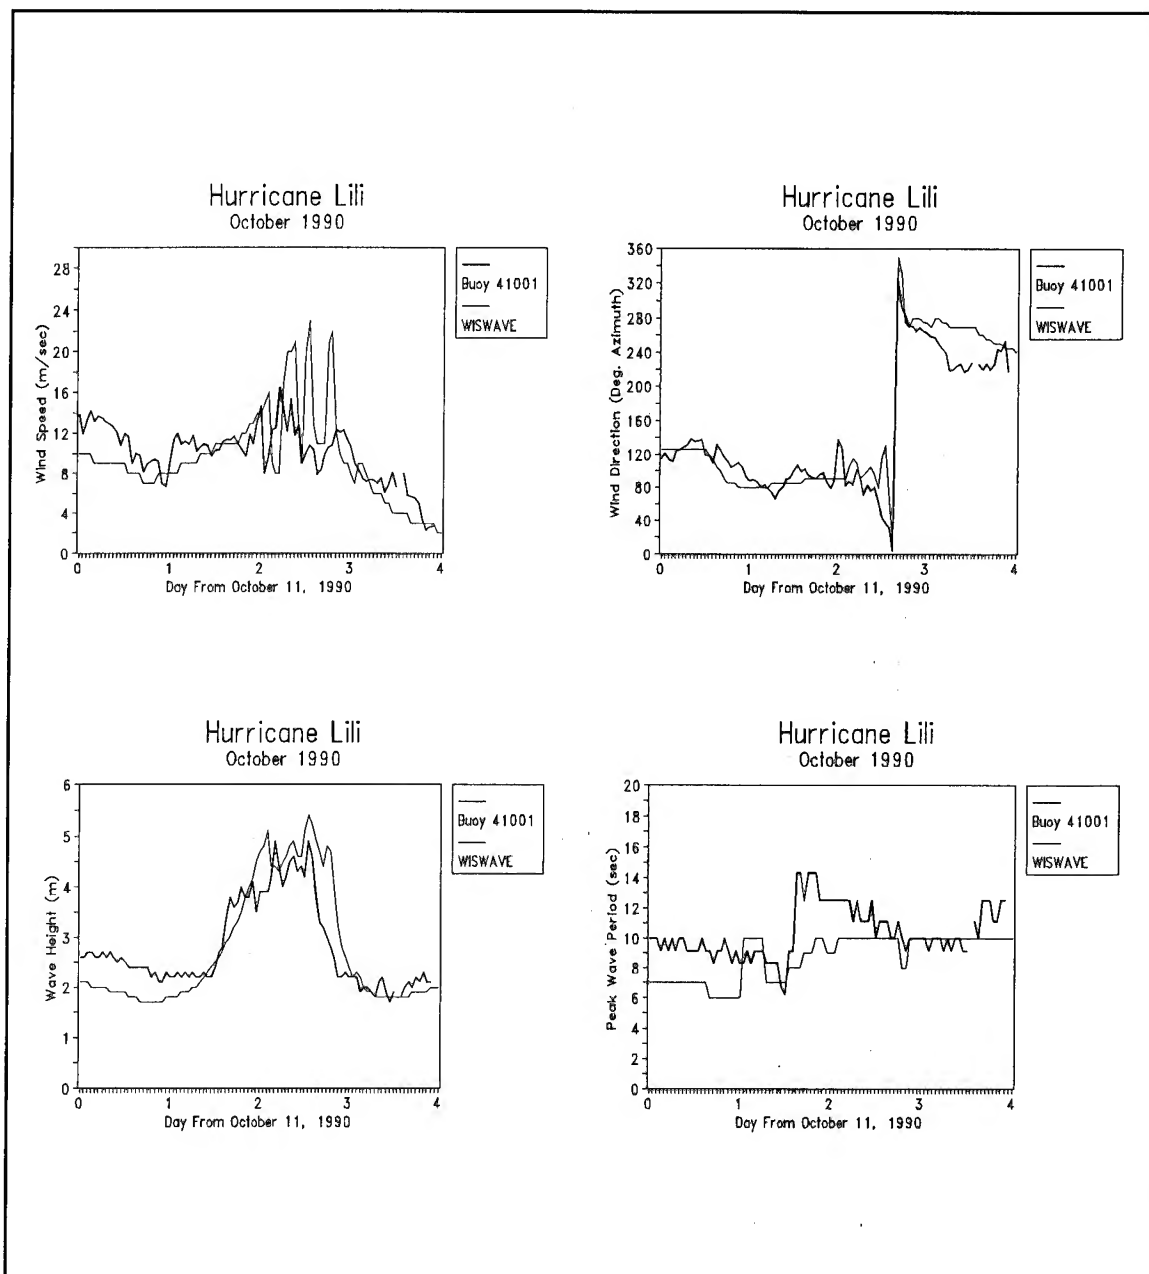 Hurricane Lili
October 1990
28
24
20
16
12
8
4
0
Wind Speed (m/sec)
0 1 2 3 4
Day From October 11, 1990
Buoy 41001
WISWAVE
Hurricane Lili
October 1990
360
320
280
240
200
160
120
80
40
0
Wind Direction (Deg. Azimuth)
0 1 2 3 4
Day From October 11, 1990
Buoy 41001
WISWAVE
Hurricane Lili
October 1990
6
5
4
3
2
1
0
Wave Height (m)
0 1 2 3 4
Day From October 11, 1990
Buoy 41001
WISWAVE
Hurricane Lili
October 1990
20
18
16
14
12
10
8
6
4
2
0
Peak Wave Period (sec)
0 1 2 3 4
Day From October 11, 1990
Buoy 41001
WISWAVE